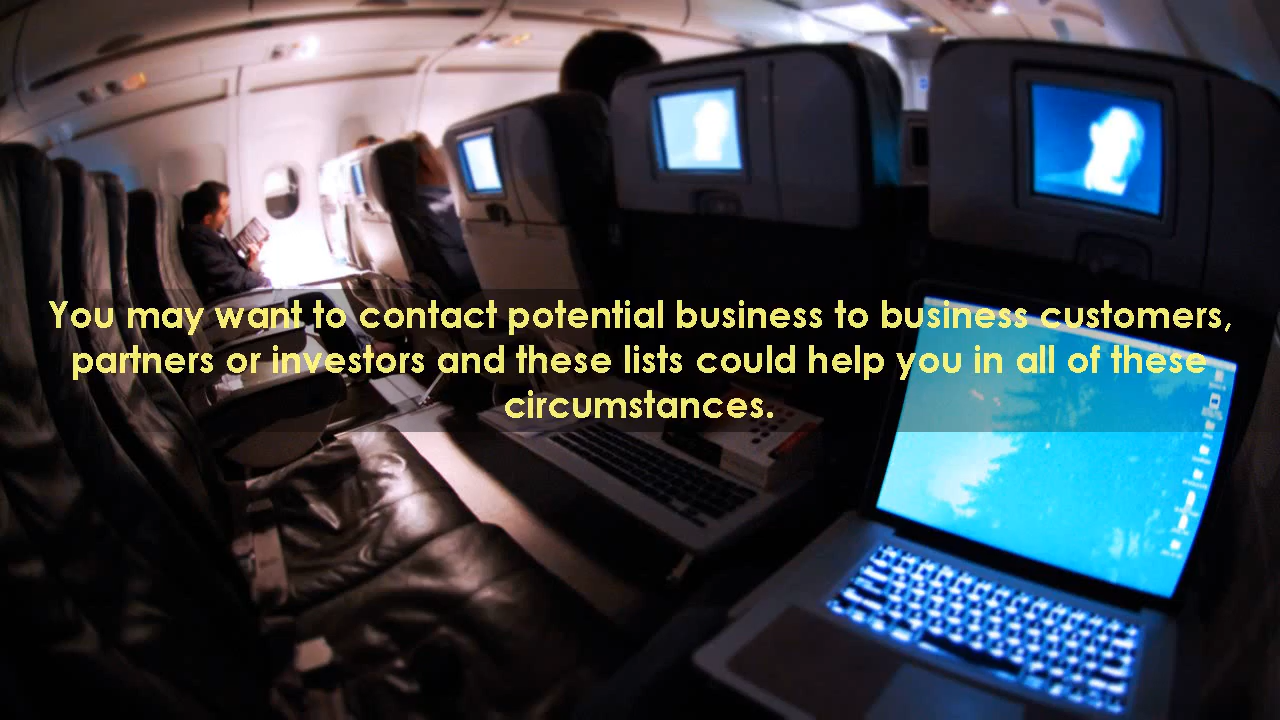 You may want to contact potential business to business customers,
partners or investors and these lists could help you in all of these
circumstances.